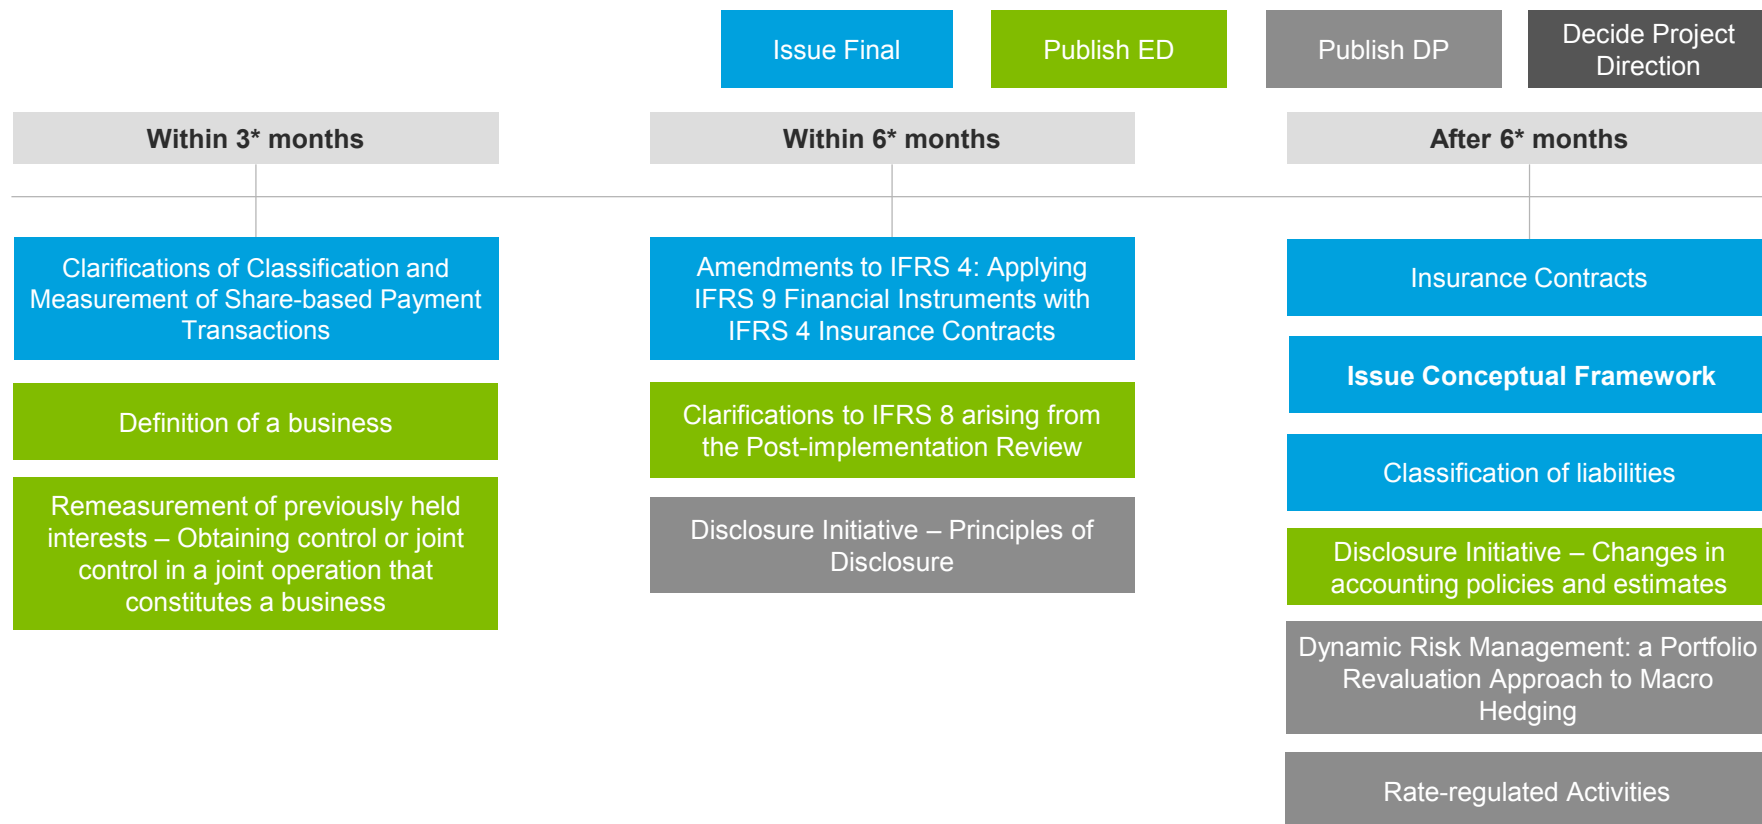 Issue Final
Publish ED
Publish DP
Decide Project
Direction
Within 3* months
Within 6* months
After 6* months
Clarifications of Classification and
Measurement of Share-based Payment
Transactions
Definition of a business
Remeasurement of previously held
interests – Obtaining control or joint
control in a joint operation that
constitutes a business
Amendments to IFRS 4: Applying
IFRS 9 Financial Instruments with
IFRS 4 Insurance Contracts
Clarifications to IFRS 8 arising from
the Post-implementation Review
Disclosure Initiative – Principles of
Disclosure
Insurance Contracts
Issue Conceptual Framework
Classification of liabilities
Disclosure Initiative – Changes in
accounting policies and estimates
Dynamic Risk Management: a Portfolio
Revaluation Approach to Macro
Hedging
Rate-regulated Activities